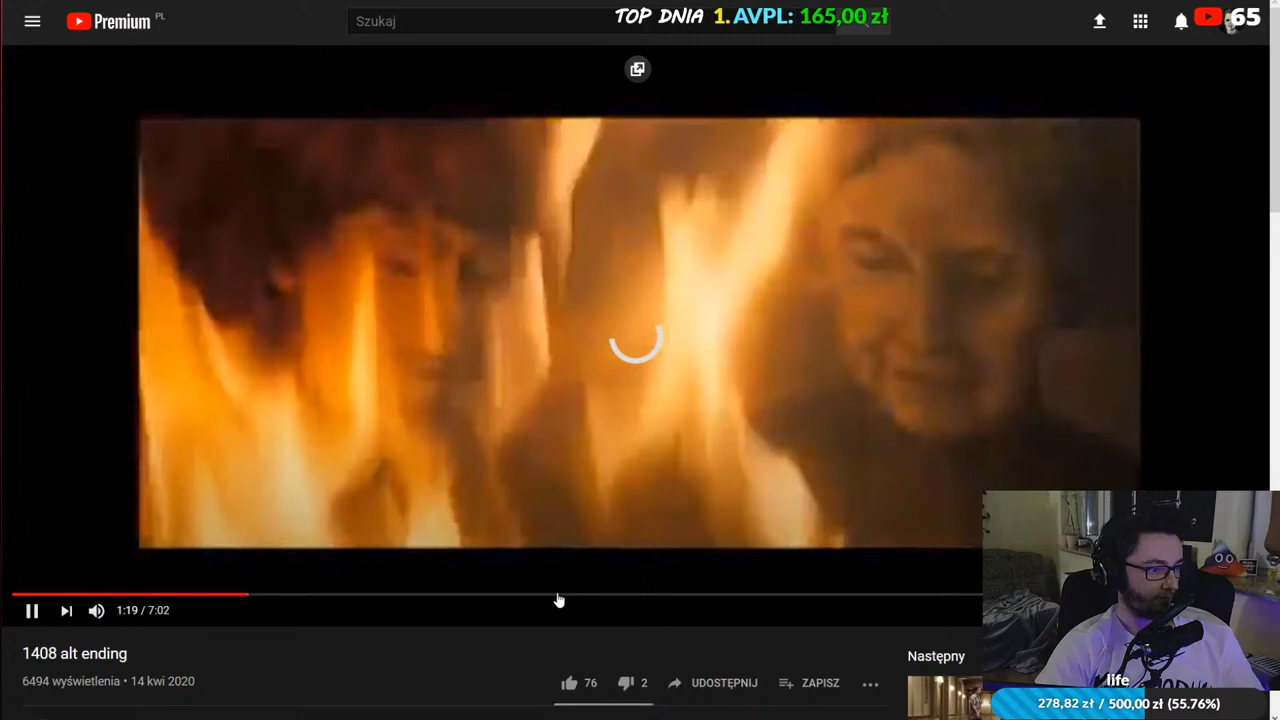 Premium PL
Szukaj
TOP DNIA 1. AVPL: 165,00 zł
65
1:19 / 7:02
1408 alt ending
6494 wyświetlenia • 14 kwi 2020
76
2
UDOSTĘPNIJ
ZAPISZ
Następny
life
278,82 zł / 500,00 zł (55.76%)